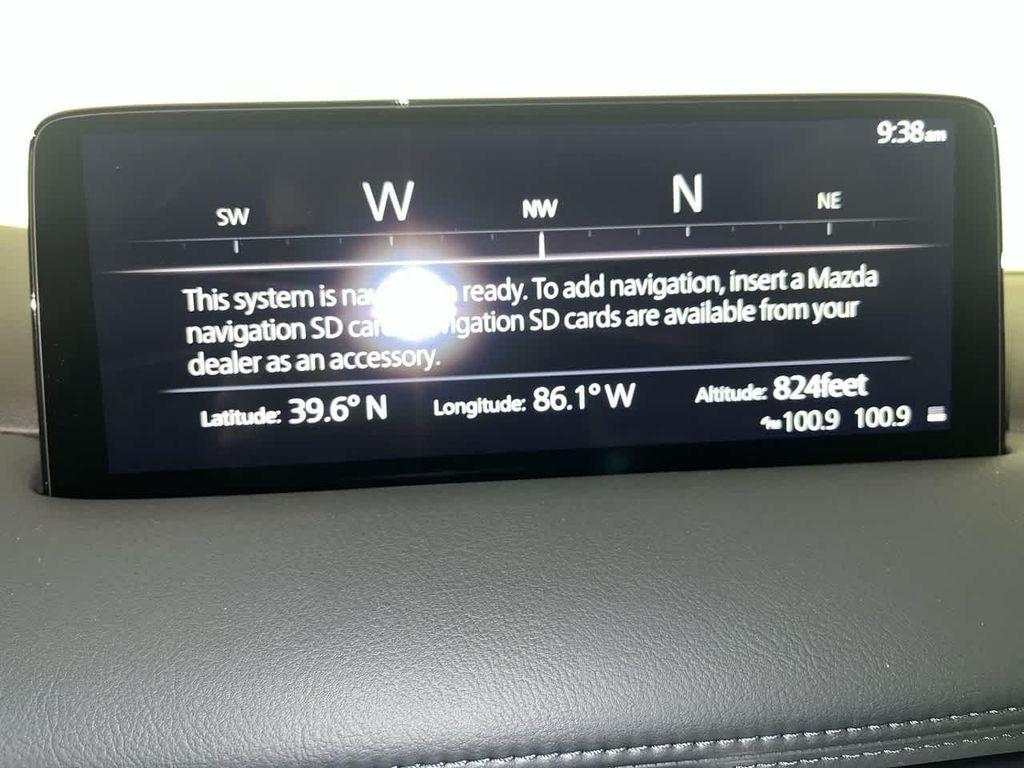 9:38am
SW W NW N NE
This system is ready. To add navigation, insert a Mazda
navigation SD SD cards are available from your
dealer as an accessory.
Latitude: 39.6° N Longitude: 86.1° W Altitude: 824feet
100.9 100.9